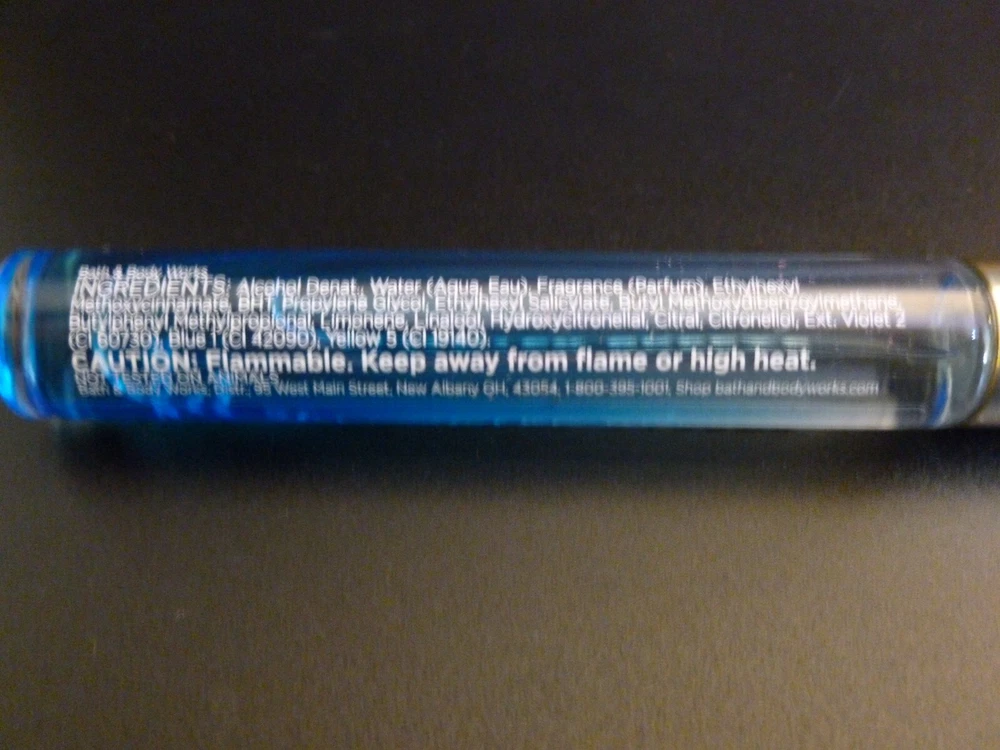 Bath & Body Works
INGREDIENTS: Alcohol Denat., Water (Aqua, Eau), Fragrance (Parfum), Ethylhexyl
Methoxycinnamate, BHT, Propylene Glycol, Ethylhexyl Salicylate, Butyl Methoxydibenzoylmethane,
Butylphenyl Methylpropional, Limonene, Linalool, Hydroxycitronellal, Citral, Citronellol, Ext. Violet 2
(CI 60730), Blue 1 (CI 42090), Yellow 5 (CI 19140).
CAUTION: Flammable. Keep away from flame or high heat.
Bath & Body Works, Distr., 95 West Main Street, New Albany OH, 43054, 1-800-395-1001, Shop bathandbodyworks.com